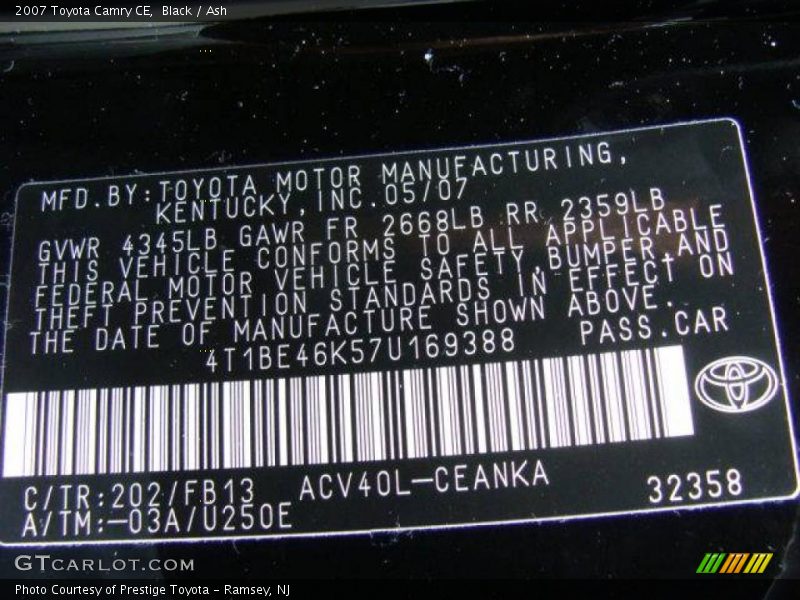 2007 Toyota Camry CE, Black / Ash
MFD.BY:TOYOTA MOTOR MANUFACTURING,
KENTUCKY,INC.05/07
GVWR 4345LB GAWR FR 2668LB RR 2359LB
THIS VEHICLE CONFORMS TO ALL APPLICABLE
FEDERAL MOTOR VEHICLE SAFETY,BUMPER,AND
THEFT PREVENTION STANDARDS IN EFFECT ON
THE DATE OF MANUFACTURE SHOWN ABOVE.
4T1BE46K57U169388 PASS.CAR
C/TR:202/FB13 ACV40L-CEANKA 32358
A/TM:-03A/U250E
GTCARLOT.COM
Photo Courtesy of Prestige Toyota - Ramsey, NJ